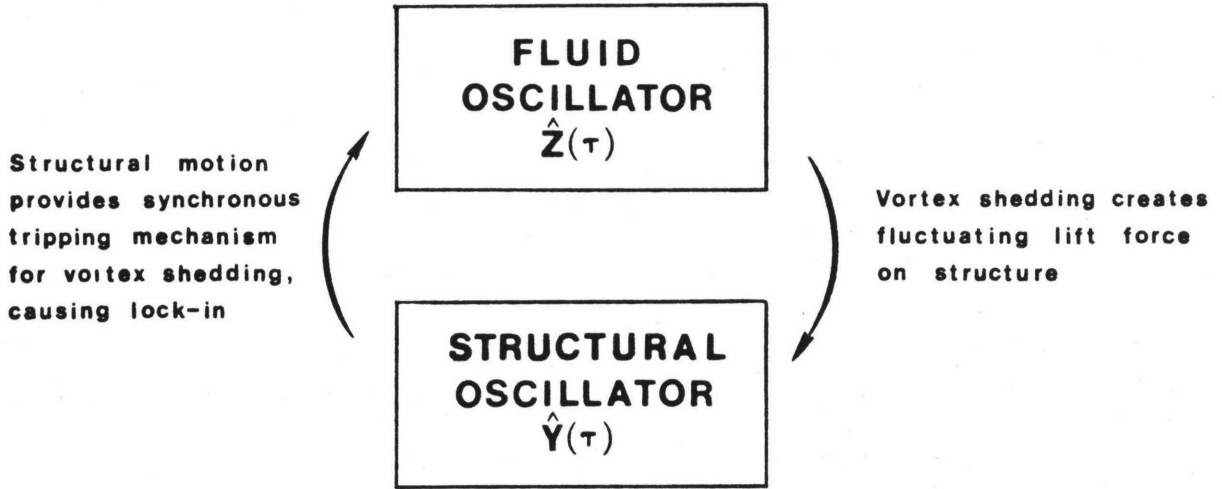 FLUID
OSCILLATOR
Ẑ(τ)
Structural motion
provides synchronous
tripping mechanism
for vortex shedding,
causing lock-in
Vortex shedding creates
fluctuating lift force
on structure
STRUCTURAL
OSCILLATOR
Ŷ(τ)